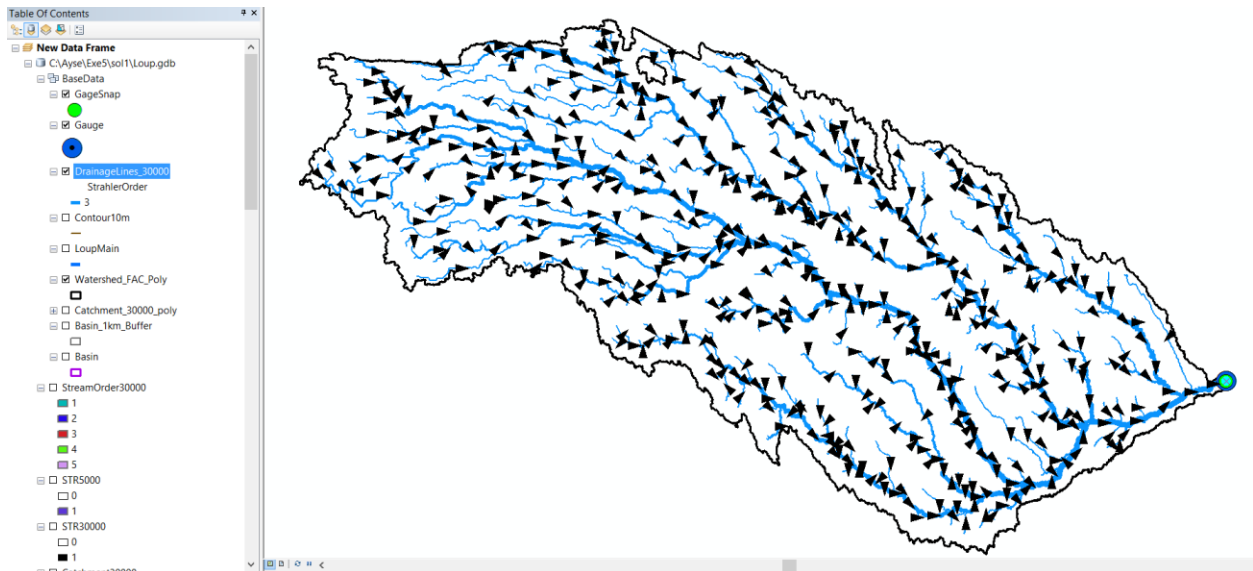 Table Of Contents
New Data Frame
C:\Ayse\Exe5\sol1\Loup.gdb
BaseData
GageSnap
Gauge
DrainageLines_30000
StrahlerOrder
3
Contour10m
LoupMain
Watershed_FAC_Poly
Catchment_30000_poly
Basin_1km_Buffer
Basin
StreamOrder30000
1
2
3
4
5
STR5000
0
1
STR30000
0
1